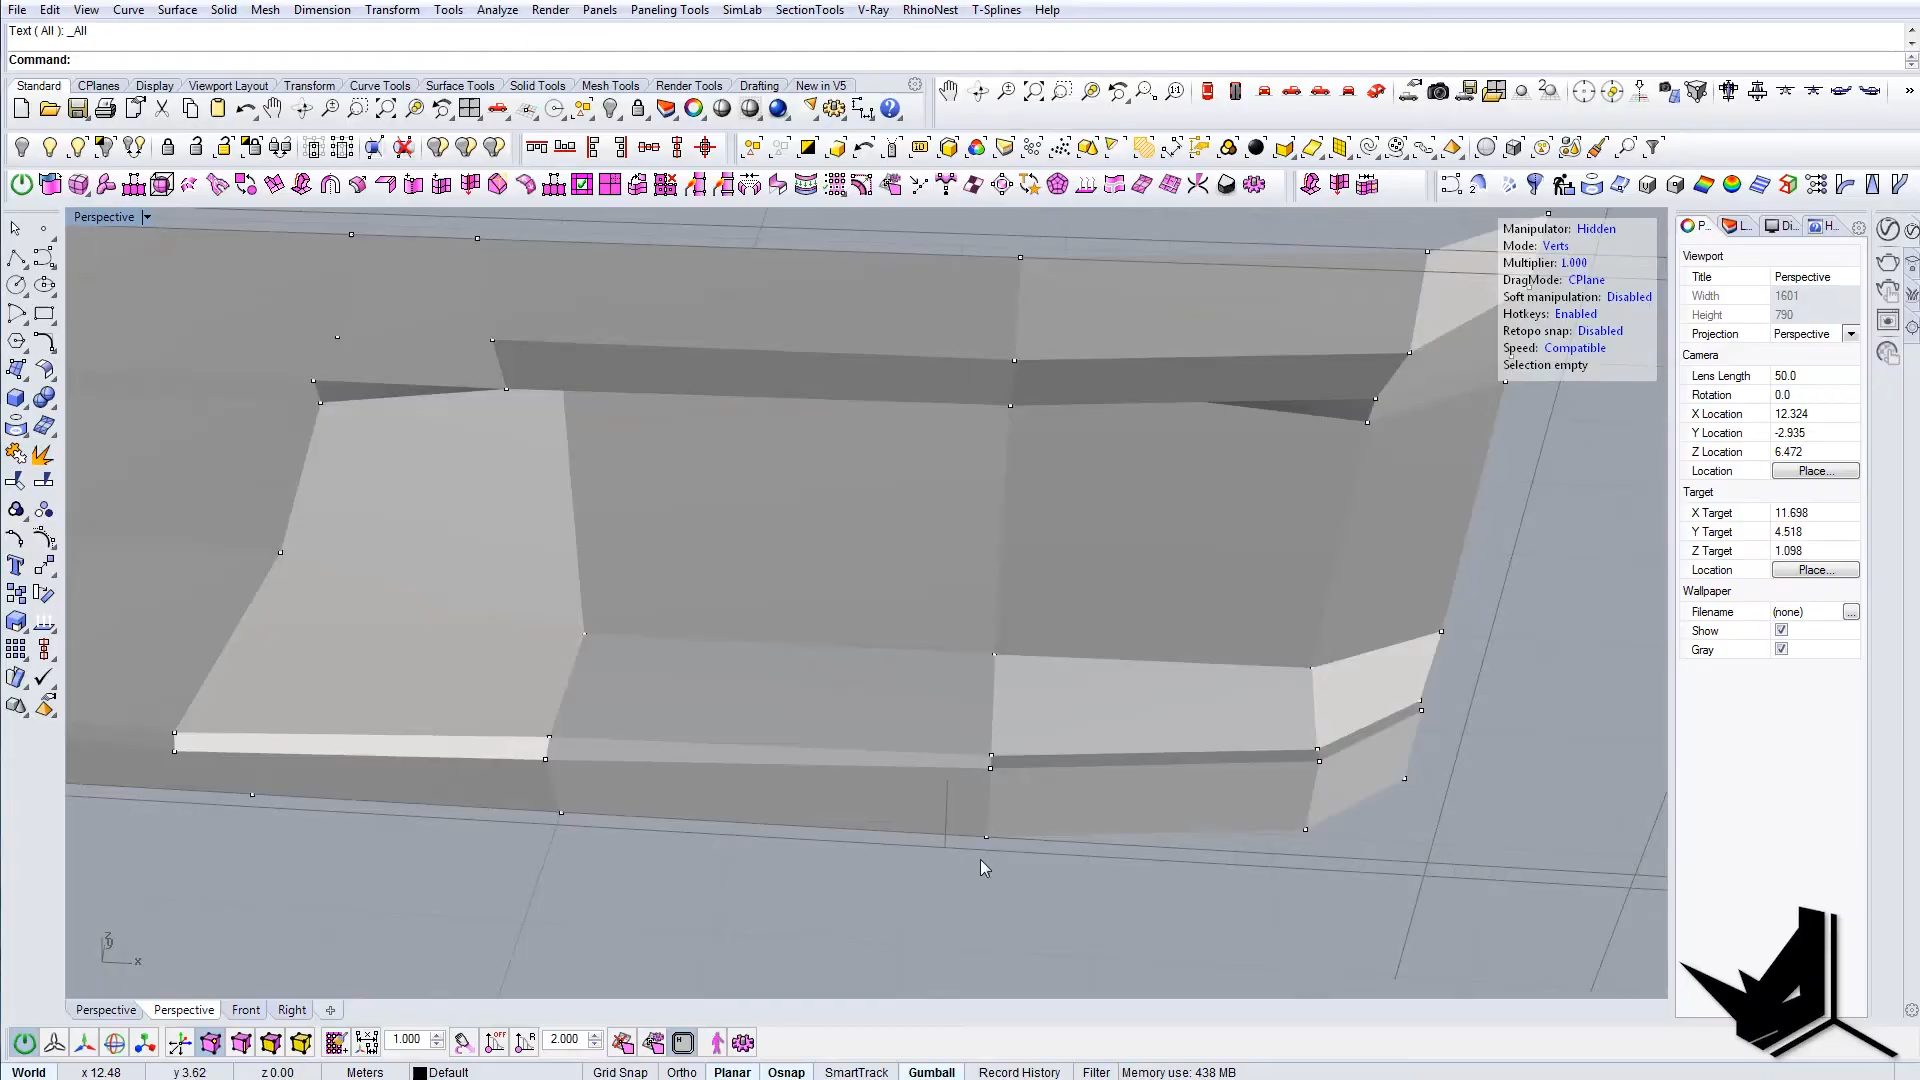 File Edit View Curve Surface Solid Mesh Dimension Transform Tools Analyze Render Panels Paneling Tools SimLab SectionTools V-Ray RhinoNest T-Splines Help
Text ( All ): _All
Command:
Standard CPlanes Display Viewport Layout Transform Curve Tools Surface Tools Solid Tools Mesh Tools Render Tools Drafting New in V5
Perspective
Manipulator: Hidden
Mode: Verts
Multiplier: 1.000
DragMode: CPlane
Soft manipulation: Disabled
Hotkeys: Enabled
Retopo snap: Disabled
Speed: Compatible
Selection empty
P... L... Di... H...
Viewport
Title Perspective
Width 1601
Height 790
Projection Perspective
Camera
Lens Length 50.0
Rotation 0.0
X Location 12.324
Y Location -2.935
Z Location 6.472
Location Place...
Target
X Target 11.698
Y Target 4.518
Z Target 1.098
Location Place...
Wallpaper
Filename (none) ...
Show
Gray
x
Perspective Perspective Front Right
1.000 OFF R 2.000 H
World x 12.48 y 3.62 z 0.00 Meters Default Grid Snap Ortho Planar Osnap SmartTrack Gumball Record History Filter Memory use: 438 MB